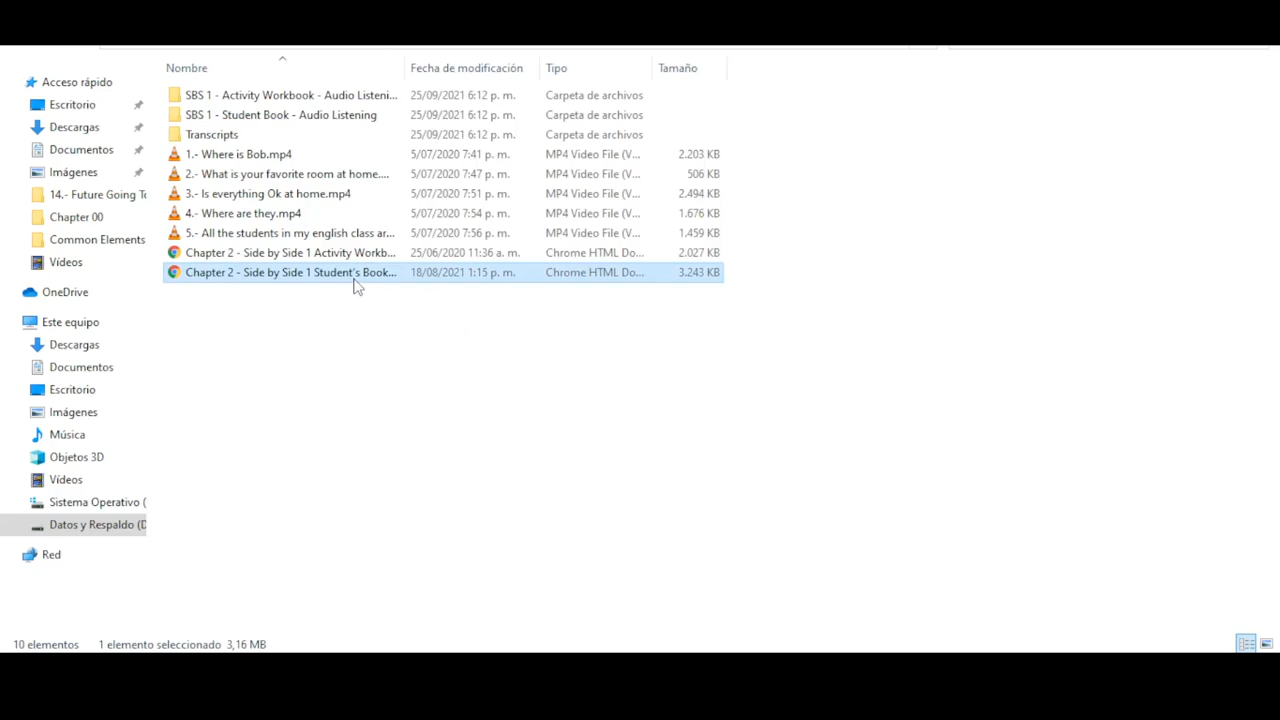 Nombre Fecha de modificación Tipo Tamaño
Acceso rápido
Escritorio
Descargas
Documentos
Imágenes
14.- Future Going To
Chapter 00
Common Elements
Vídeos
OneDrive
Este equipo
Descargas
Documentos
Escritorio
Imágenes
Música
Objetos 3D
Vídeos
Sistema Operativo (
Datos y Respaldo (D
Red
SBS 1 - Activity Workbook - Audio Listeni... 25/09/2021 6:12 p. m. Carpeta de archivos
SBS 1 - Student Book - Audio Listening 25/09/2021 6:12 p. m. Carpeta de archivos
Transcripts 25/09/2021 6:12 p. m. Carpeta de archivos
1.- Where is Bob.mp4 5/07/2020 7:41 p. m. MP4 Video File (V... 2.203 KB
2.- What is your favorite room at home.... 5/07/2020 7:47 p. m. MP4 Video File (V... 506 KB
3.- Is everything Ok at home.mp4 5/07/2020 7:51 p. m. MP4 Video File (V... 2.494 KB
4.- Where are they.mp4 5/07/2020 7:54 p. m. MP4 Video File (V... 1.676 KB
5.- All the students in my english class ar... 5/07/2020 7:56 p. m. MP4 Video File (V... 1.459 KB
Chapter 2 - Side by Side 1 Activity Workb... 25/06/2020 11:36 a. m. Chrome HTML Do... 2.027 KB
Chapter 2 - Side by Side 1 Student's Book... 18/08/2021 1:15 p. m. Chrome HTML Do... 3.243 KB
10 elementos 1 elemento seleccionado 3,16 MB